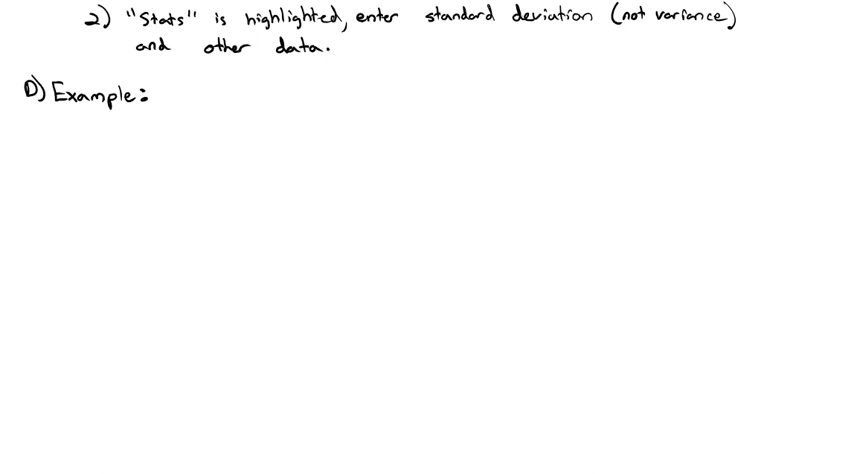 2) "Stats" is highlighted, enter standard deviation (not variance)
and other data.
D) Example: